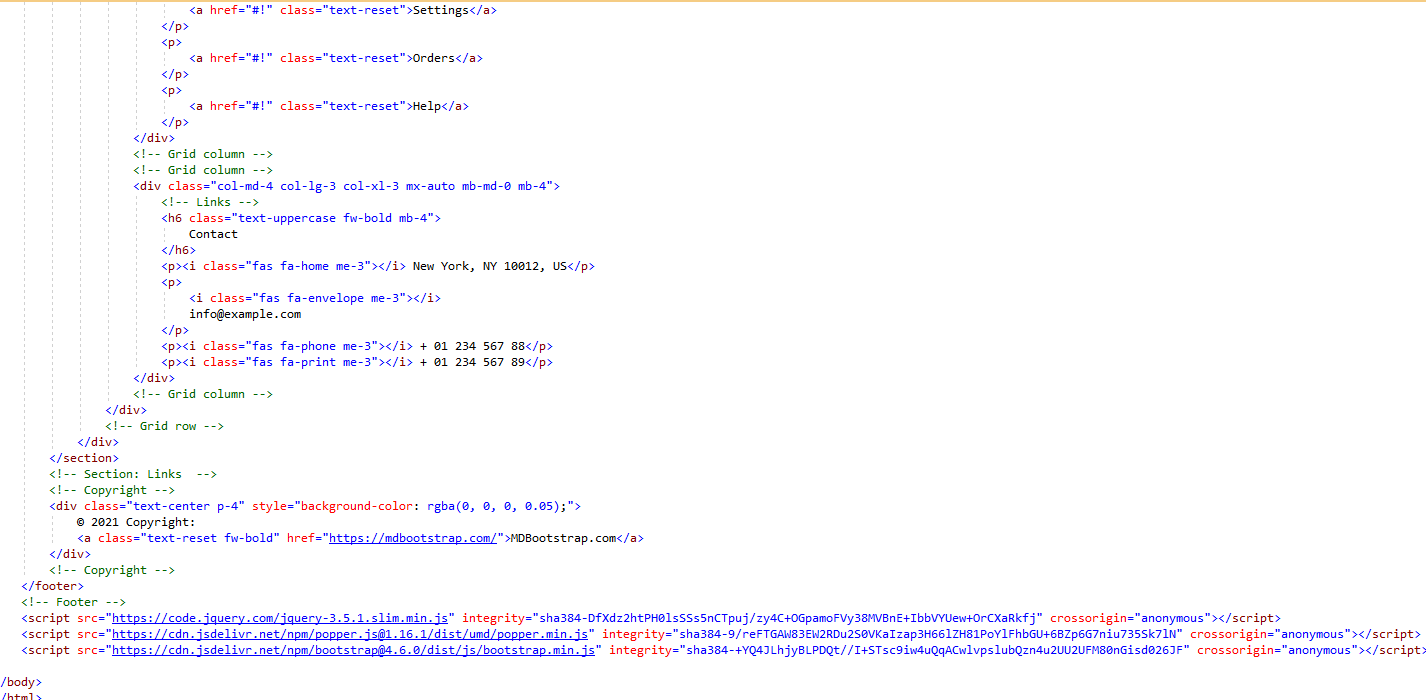 <a href="#!" class="text-reset">Settings</a>
</p>
<p>
<a href="#!" class="text-reset">Orders</a>
</p>
<p>
<a href="#!" class="text-reset">Help</a>
</p>
</div>
<!-- Grid column -->
<!-- Grid column -->
<div class="col-md-4 col-lg-3 col-xl-3 mx-auto mb-md-0 mb-4">
<!-- Links -->
<h6 class="text-uppercase fw-bold mb-4">
Contact
</h6>
<p><i class="fas fa-home me-3"></i> New York, NY 10012, US</p>
<p>
<i class="fas fa-envelope me-3"></i>
info@example.com
</p>
<p><i class="fas fa-phone me-3"></i> + 01 234 567 88</p>
<p><i class="fas fa-print me-3"></i> + 01 234 567 89</p>
</div>
<!-- Grid column -->
</div>
<!-- Grid row -->
</div>
</section>
<!-- Section: Links  -->
<!-- Copyright -->
<div class="text-center p-4" style="background-color: rgba(0, 0, 0, 0.05);">
© 2021 Copyright:
<a class="text-reset fw-bold" href="https://mdbootstrap.com/">MDBootstrap.com</a>
</div>
<!-- Copyright -->
</footer>
<!-- Footer -->
<script src="https://code.jquery.com/jquery-3.5.1.slim.min.js" integrity="sha384-DfXdz2htPH0lsSSs5nCTpuj/zy4C+OGpamoFVy38MVBnE+IbbVYUew+OrCXaRkfj" crossorigin="anonymous"></script>
<script src="https://cdn.jsdelivr.net/npm/popper.js@1.16.1/dist/umd/popper.min.js" integrity="sha384-9/reFTGAW83EW2RDu2S0VKaIzap3H66lZH81PoYlFhbGU+6BZp6G7niu735Sk7lN" crossorigin="anonymous"></script>
<script src="https://cdn.jsdelivr.net/npm/bootstrap@4.6.0/dist/js/bootstrap.min.js" integrity="sha384-+YQ4JLhjyBLPDQt//I+STsc9iw4uQqACwlvpslubQzn4u2UU2UFM80nGisd026JF" crossorigin="anonymous"></script>
/body>
/html>